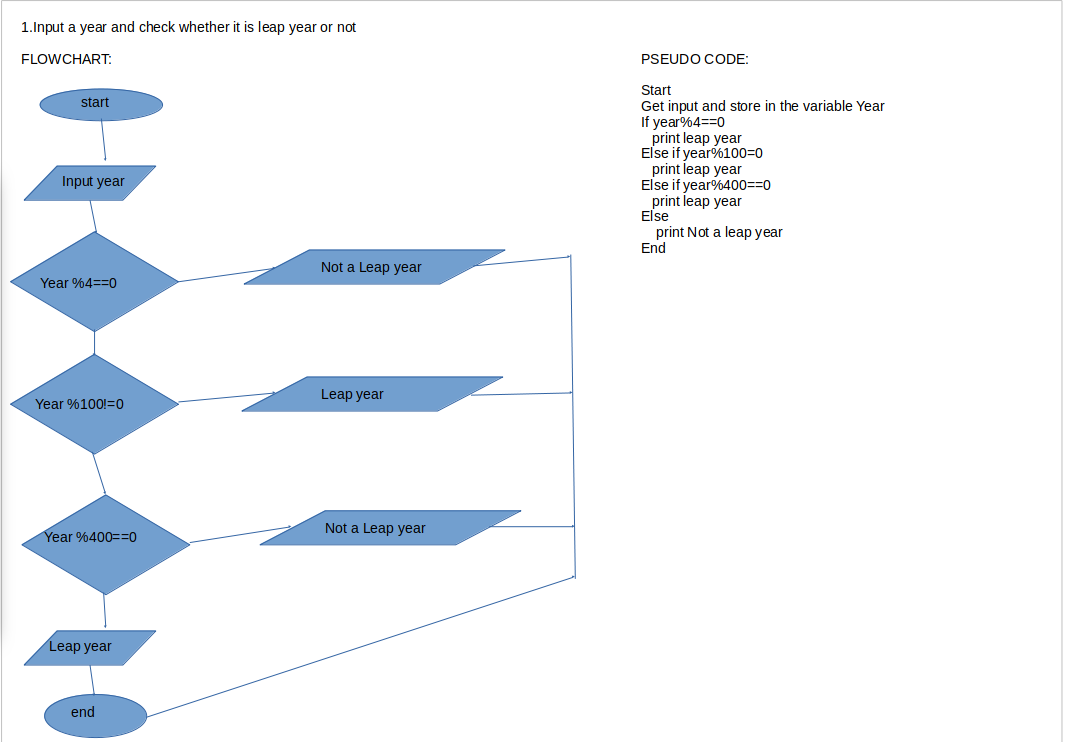 1.Input a year and check whether it is leap year or not
FLOWCHART:
start
Input year
Year %4==0
Not a Leap year
Year %100!=0
Leap year
Year %400==0
Not a Leap year
Leap year
end
PSEUDO CODE:
Start
Get input and store in the variable Year
If year%4==0
print leap year
Else if year%100=0
print leap year
Else if year%400==0
print leap year
Else
print Not a leap year
End